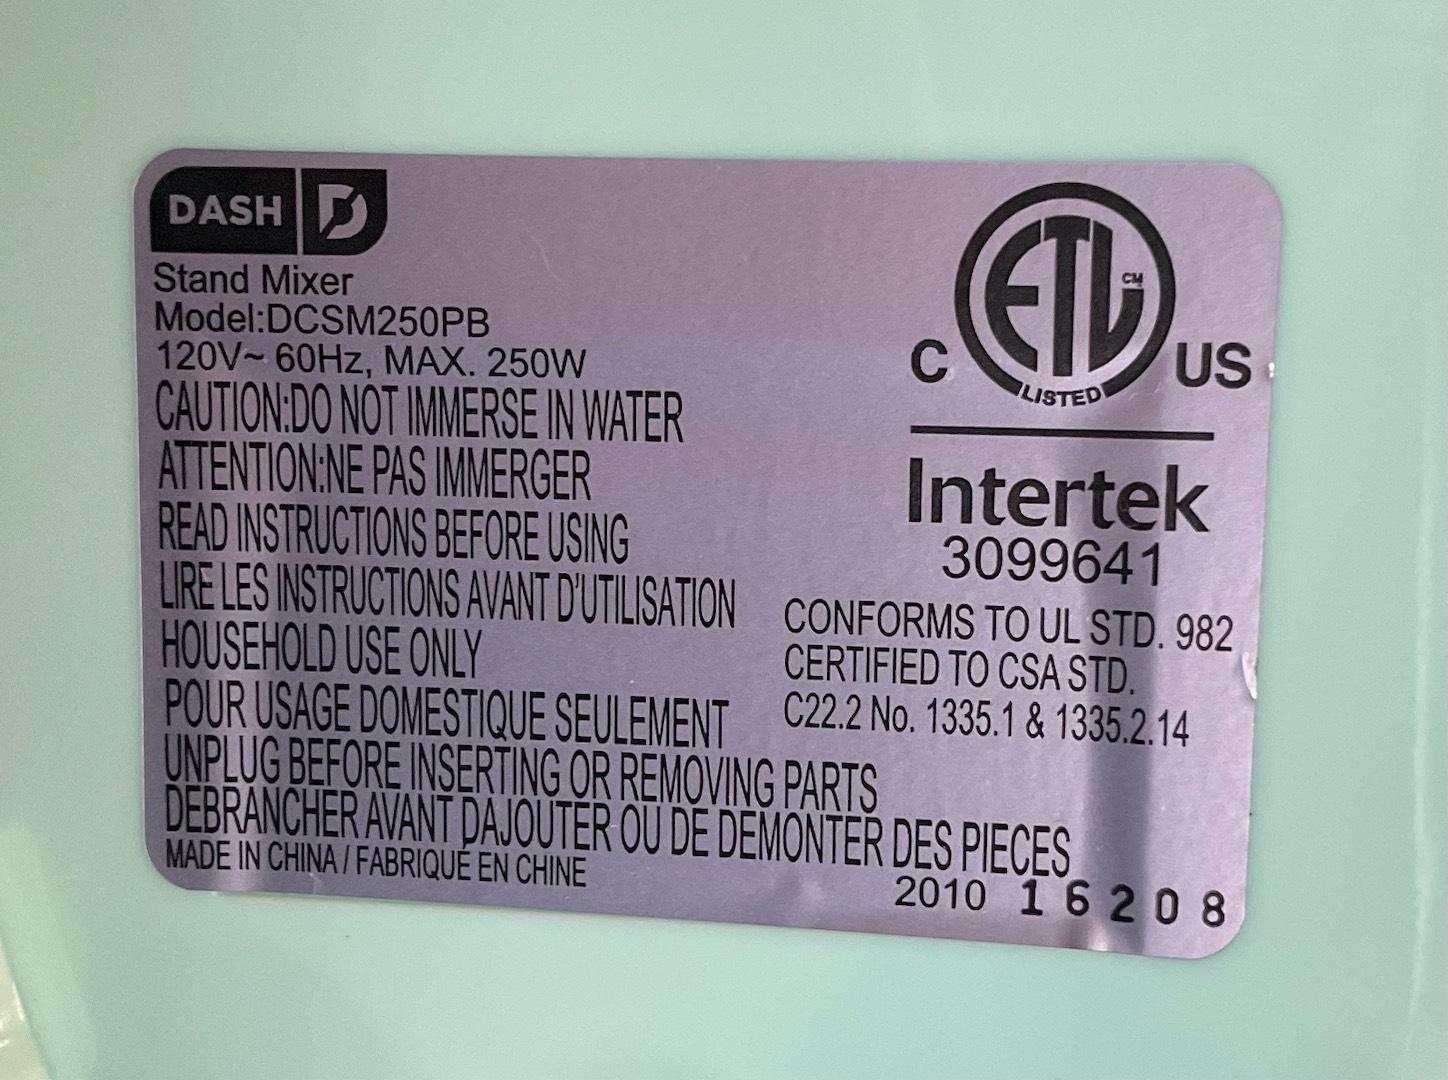 DASH D
Stand Mixer
Model:DCSM250PB
120V~ 60Hz, MAX. 250W
CAUTION:DO NOT IMMERSE IN WATER
ATTENTION:NE PAS IMMERGER
READ INSTRUCTIONS BEFORE USING
LIRE LES INSTRUCTIONS AVANT D'UTILISATION
HOUSEHOLD USE ONLY
POUR USAGE DOMESTIQUE SEULEMENT
UNPLUG BEFORE INSERTING OR REMOVING PARTS
DEBRANCHER AVANT DAJOUTER OU DE DEMONTER DES PIECES
MADE IN CHINA / FABRIQUÉ EN CHINE
ETL CM
C LISTED US
Intertek
3099641
CONFORMS TO UL STD. 982
CERTIFIED TO CSA STD.
C22.2 No. 1335.1 & 1335.2.14
2010 16208